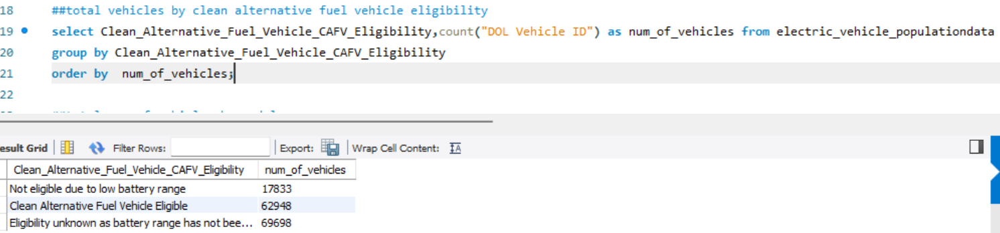 18 ##total vehicles by clean alternative fuel vehicle eligibility
19 select Clean_Alternative_Fuel_Vehicle_CAFV_Eligibility,count("DOL Vehicle ID") as num_of_vehicles from electric_vehicle_populationdata
20 group by Clean_Alternative_Fuel_Vehicle_CAFV_Eligibility
21 order by num_of_vehicles;
22
esult Grid Filter Rows: Export: Wrap Cell Content: IA
Clean_Alternative_Fuel_Vehicle_CAFV_Eligibility num_of_vehicles
Not eligible due to low battery range 17833
Clean Alternative Fuel Vehicle Eligible 62948
Eligibility unknown as battery range has not bee... 69698